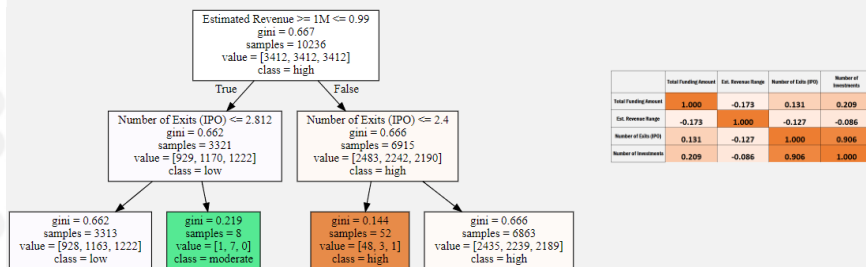 Estimated Revenue >= 1M <= 0.99
gini = 0.667
samples = 10236
value = [3412, 3412, 3412]
class = high
True
False
Number of Exits (IPO) <= 2.812
gini = 0.662
samples = 3321
value = [929, 1170, 1222]
class = low
Number of Exits (IPO) <= 2.4
gini = 0.666
samples = 6915
value = [2483, 2242, 2190]
class = high
gini = 0.662
samples = 3313
value = [928, 1163, 1222]
class = low
gini = 0.219
samples = 8
value = [1, 7, 0]
class = moderate
gini = 0.144
samples = 52
value = [48, 3, 1]
class = high
gini = 0.666
samples = 6863
value = [2435, 2239, 2189]
class = high
Total Funding Amount Est. Revenue Range Number of Exits (IPO) Number of
Investments
Total Funding Amount 1.000 -0.173 0.131 0.209
Est. Revenue Range -0.173 1.000 -0.127 -0.086
Number of Exits (IPO) 0.131 -0.127 1.000 0.906
Number of Investments 0.209 -0.086 0.906 1.000